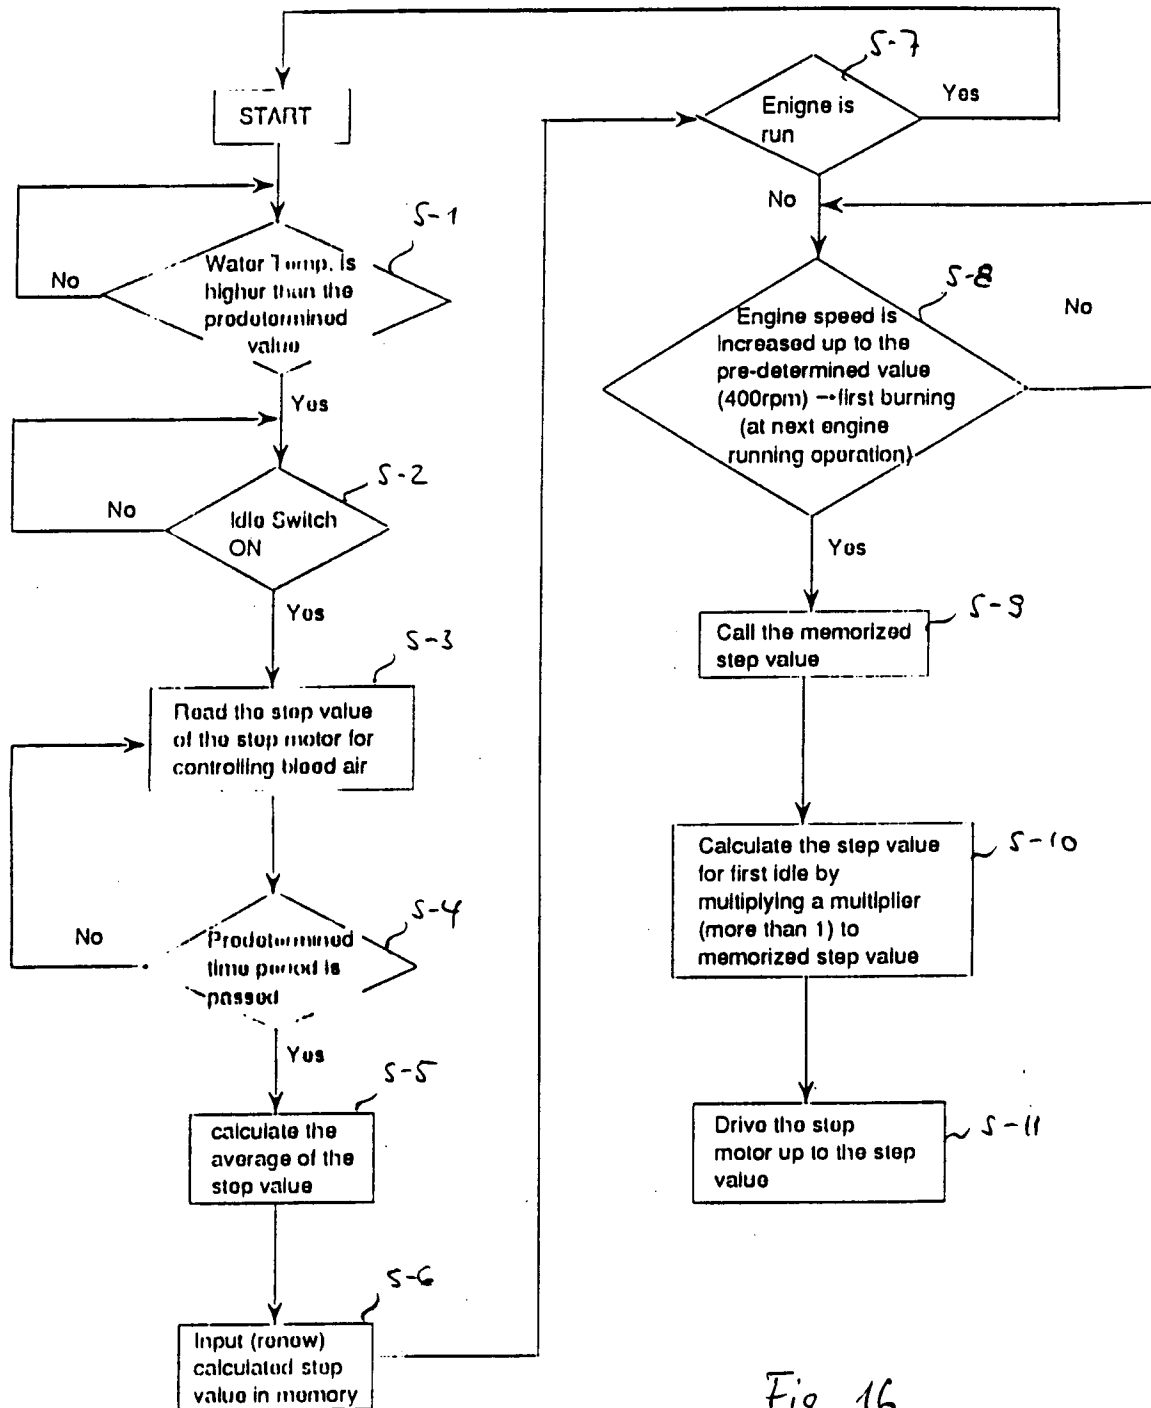 START
S-1
Water Temp. is
higher than the
predetermined
value
No
Yes
S-2
Idle Switch
ON
No
Yes
S-3
Read the step value
of the step motor for
controlling bleed air
S-4
Predetermined
time period is
passed
No
Yes
S-5
calculate the
average of the
step value
S-6
Input (renew)
calculated step
value in memory
S-7
Enigne is
run
Yes
No
S-8
Engine speed is
increased up to the
pre-determined value
(400rpm) → first burning
(at next engine
running operation)
No
Yes
S-9
Call the memorized
step value
S-10
Calculate the step value
for first idle by
multiplying a multiplier
(more than 1) to
memorized step value
S-11
Drive the step
motor up to the step
value
Fig. 16